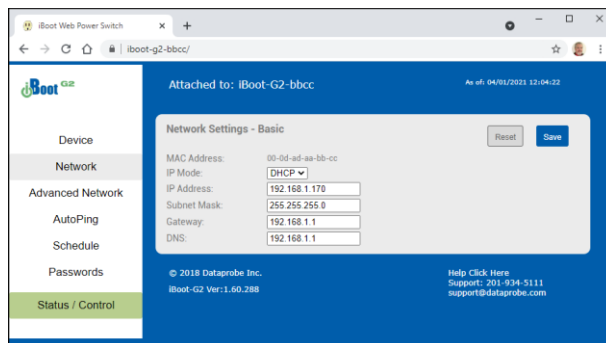 iBoot Web Power Switch
iboot-g2-bbcc/
iBoot G2
Attached to: iBoot-G2-bbcc
As of: 04/01/2021 12:04:22
Device
Network
Advanced Network
AutoPing
Schedule
Passwords
Status / Control
Network Settings - Basic
Reset
Save
MAC Address: 00-0d-ad-aa-bb-cc
IP Mode: DHCP
IP Address: 192.168.1.170
Subnet Mask: 255.255.255.0
Gateway: 192.168.1.1
DNS: 192.168.1.1
© 2018 Dataprobe Inc.
iBoot-G2 Ver:1.60.288
Help Click Here
Support: 201-934-5111
support@dataprobe.com